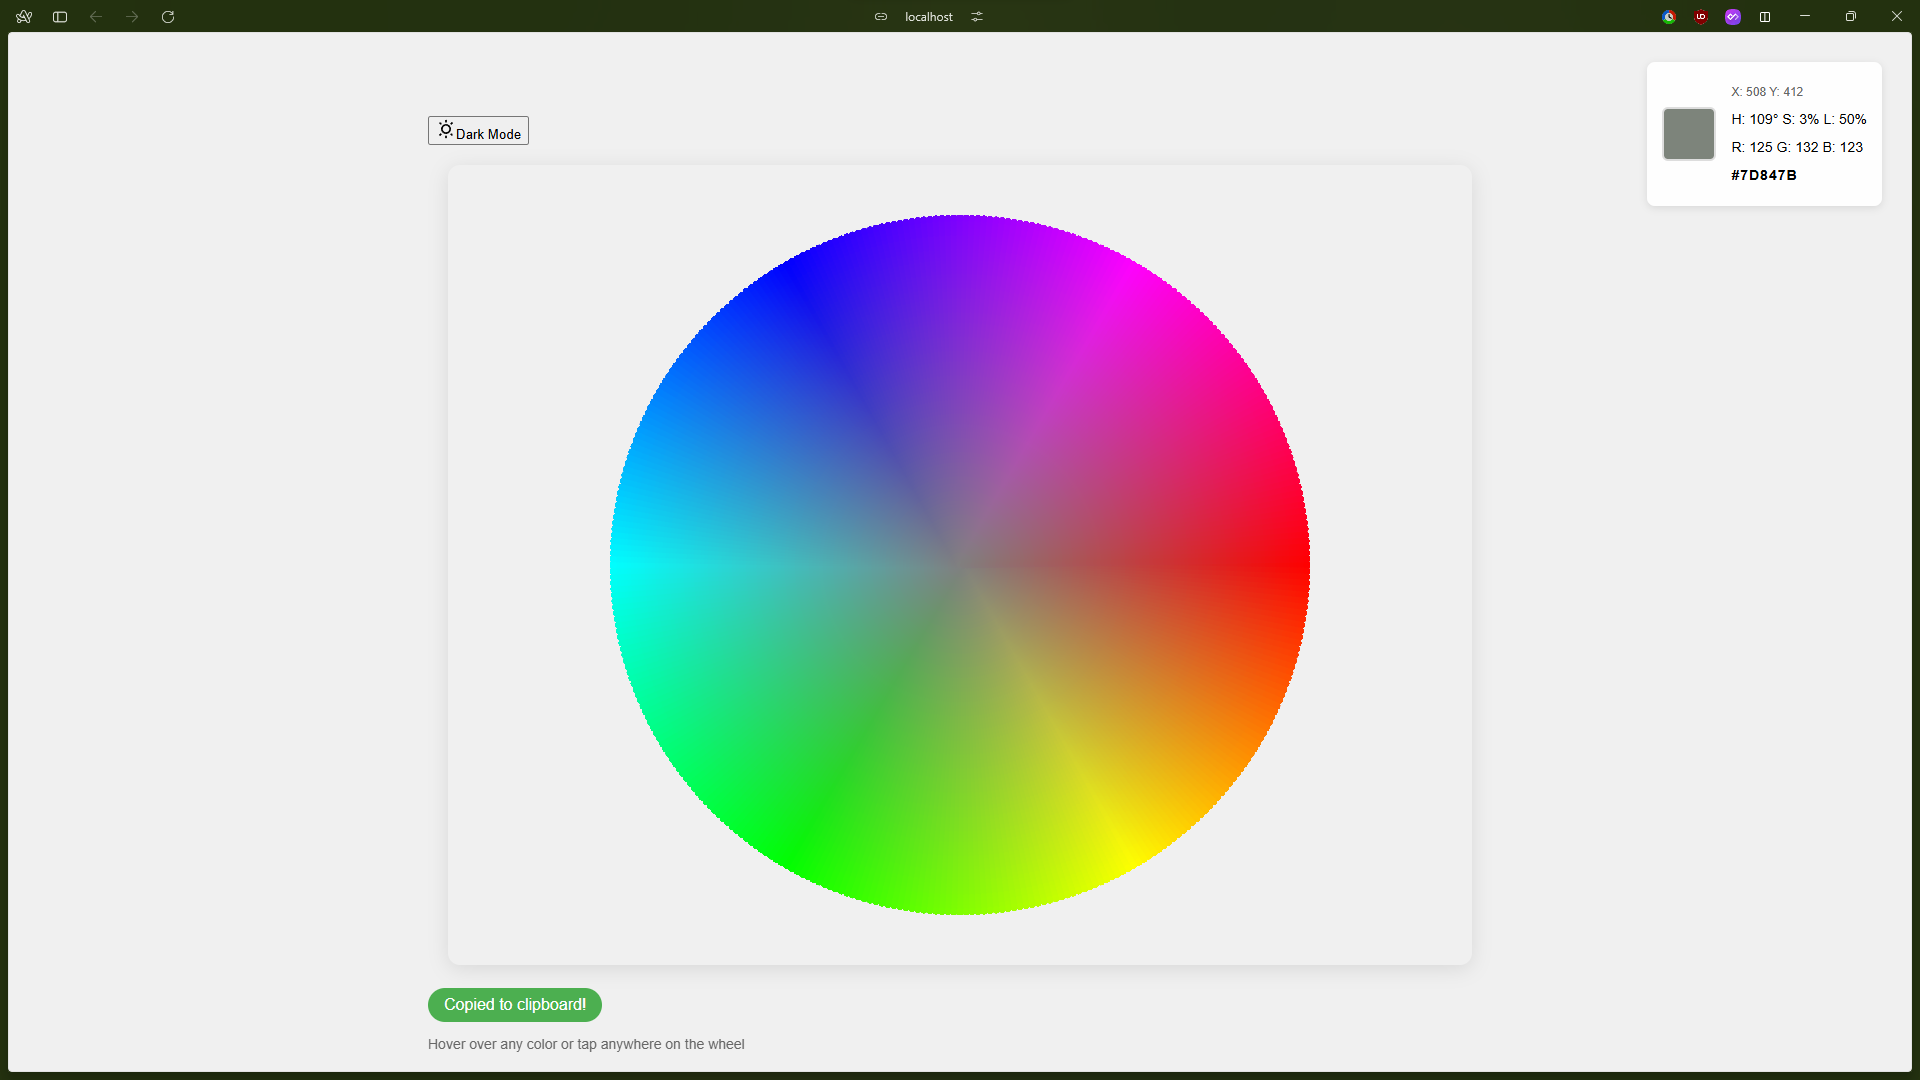 localhost
UD
X: 508 Y: 412
H: 109° S: 3% L: 50%
R: 125 G: 132 B: 123
#7D847B
Dark Mode
Copied to clipboard!
Hover over any color or tap anywhere on the wheel